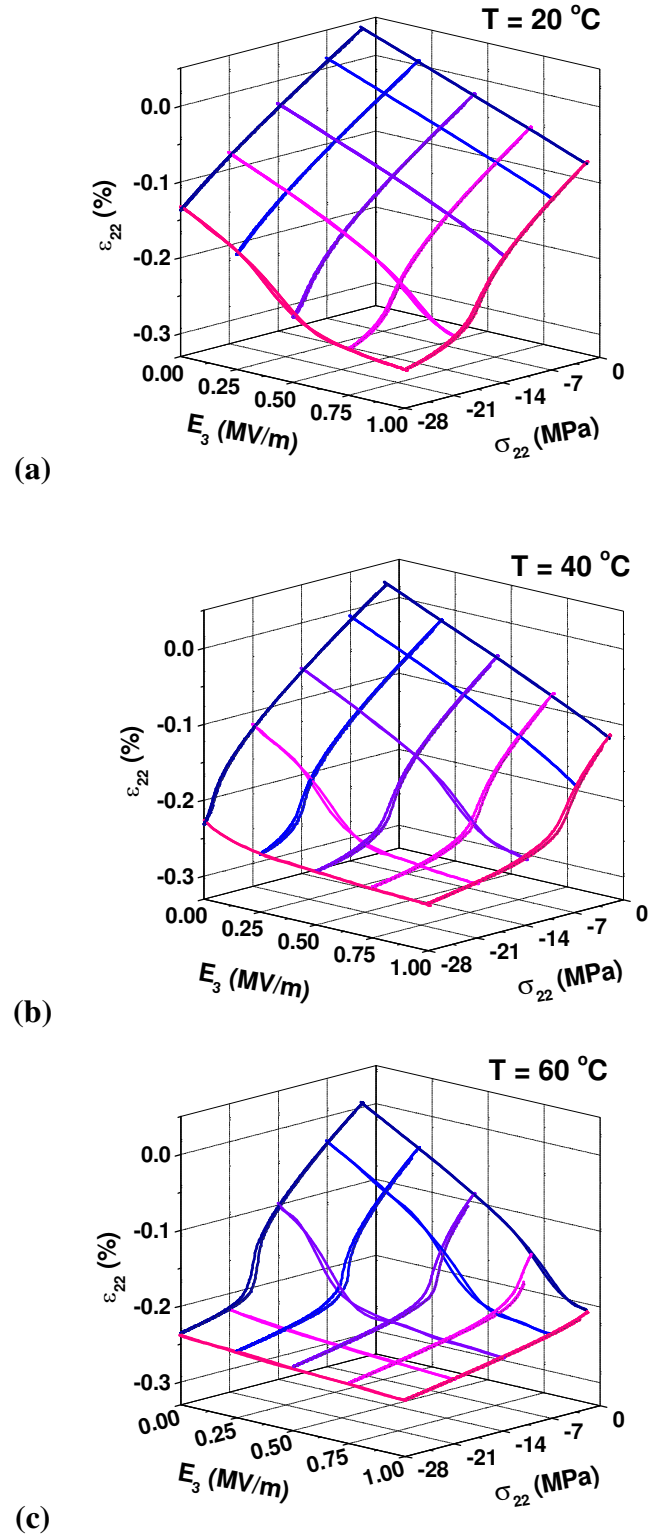 T = 20 °C
0.0
-0.1
-0.2
-0.3
ε22 (%)
0.00
0.25
0.50
0.75
1.00
E3 (MV/m)
-28
-21
-14
-7
0
σ22 (MPa)
(a)
T = 40 °C
0.0
-0.1
-0.2
-0.3
ε22 (%)
0.00
0.25
0.50
0.75
1.00
E3 (MV/m)
-28
-21
-14
-7
0
σ22 (MPa)
(b)
T = 60 °C
0.0
-0.1
-0.2
-0.3
ε22 (%)
0.00
0.25
0.50
0.75
1.00
E3 (MV/m)
-28
-21
-14
-7
0
σ22 (MPa)
(c)